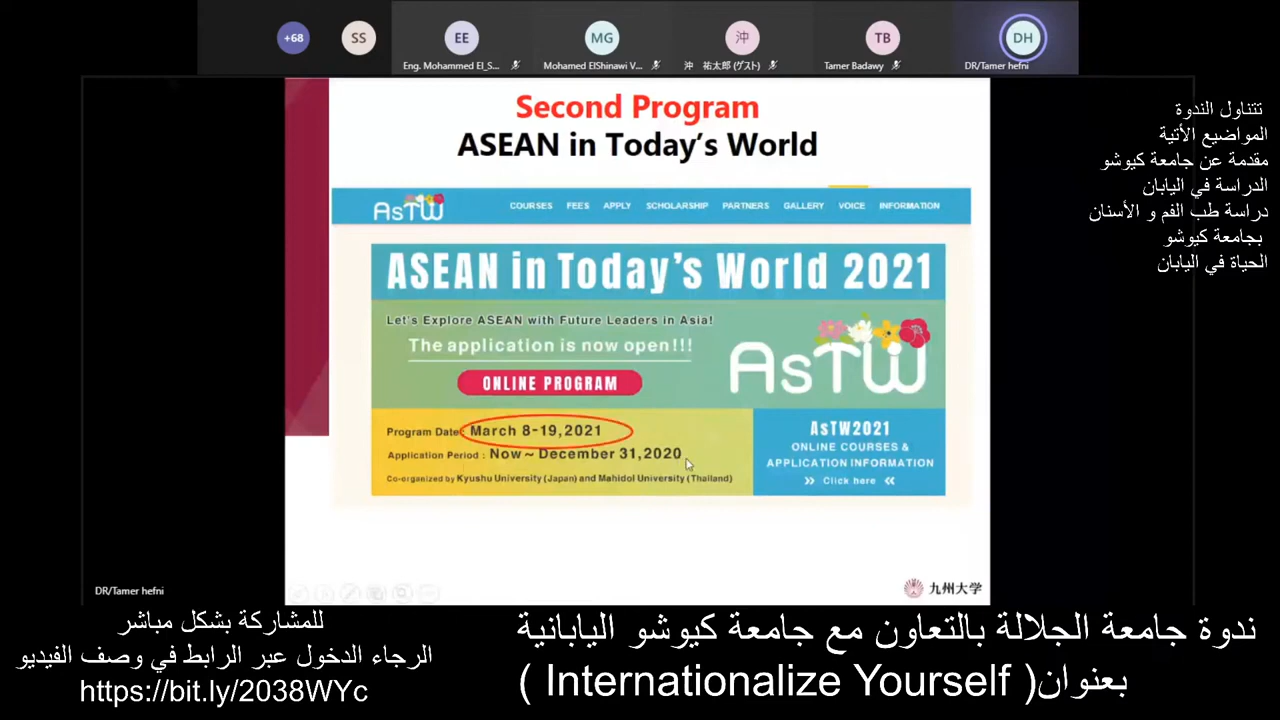 +68
SS
EE
MG
沖
TB
DH
Eng. Mohammed El_S...
Mohamed ElShinawi V...
沖 祐太郎 (ゲスト)
Tamer Badawy
DR/Tamer hefni
Second Program
ASEAN in Today's World
AsTW
COURSES FEES APPLY SCHOLARSHIP PARTNERS GALLERY VOICE INFORMATION
ASEAN in Today's World 2021
Let's Explore ASEAN with Future Leaders in Asia!
The application is now open!!!
ONLINE PROGRAM
AsTW
Program Date: March 8-19,2021
Application Period : Now ~ December 31,2020
Co-organized by Kyushu University (Japan) and Mahidol University (Thailand)
AsTW2021
ONLINE COURSES &
APPLICATION INFORMATION
Click here
九州大学
DR/Tamer hefni
تتناول الندوة
المواضيع الأتية
مقدمة عن جامعة كيوشو
الدراسة في اليابان
دراسة طب الفم و الأسنان
بجامعة كيوشو
الحياة في اليابان
ندوة جامعة الجلالة بالتعاون مع جامعة كيوشو اليابانية
بعنوان( Internationalize Yourself )
للمشاركة بشكل مباشر
الرجاء الدخول عبر الرابط في وصف الفيديو
https://bit.ly/2038WYc